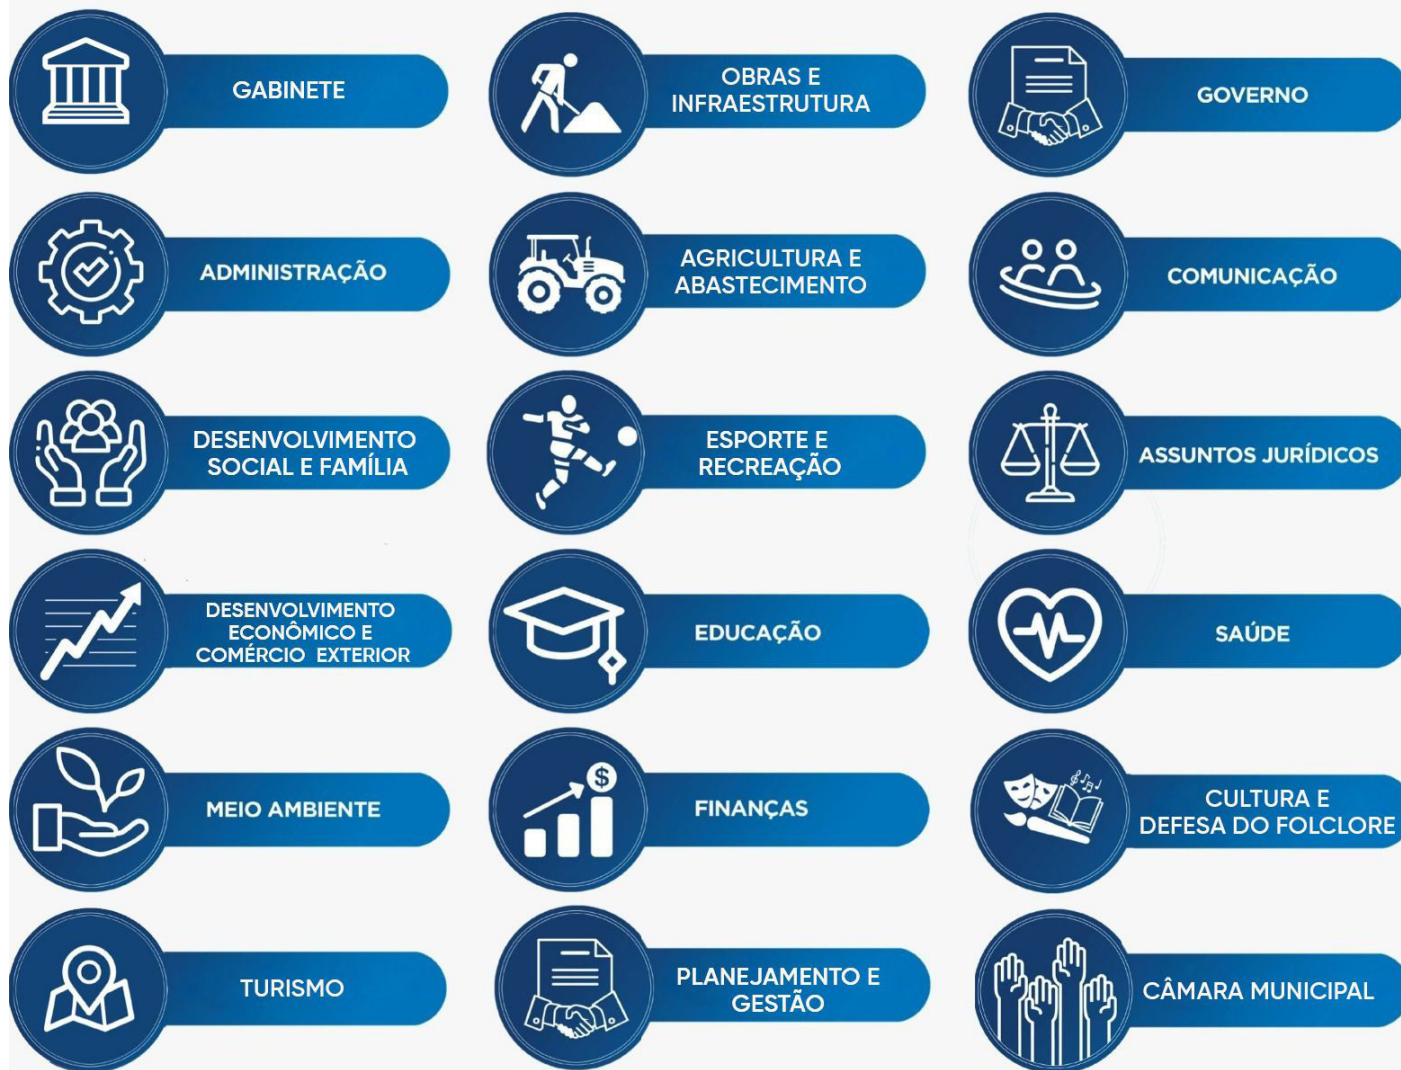 GABINETE
OBRAS E
INFRAESTRUTURA
GOVERNO
ADMINISTRAÇÃO
AGRICULTURA E
ABASTECIMENTO
COMUNICAÇÃO
DESENVOLVIMENTO
SOCIAL E FAMÍLIA
ESPORTE E
RECREAÇÃO
ASSUNTOS JURÍDICOS
DESENVOLVIMENTO
ECONÔMICO E
COMÉRCIO EXTERIOR
EDUCAÇÃO
SAÚDE
MEIO AMBIENTE
$
FINANÇAS
CULTURA E
DEFESA DO FOLCLORE
TURISMO
PLANEJAMENTO E
GESTÃO
CÂMARA MUNICIPAL